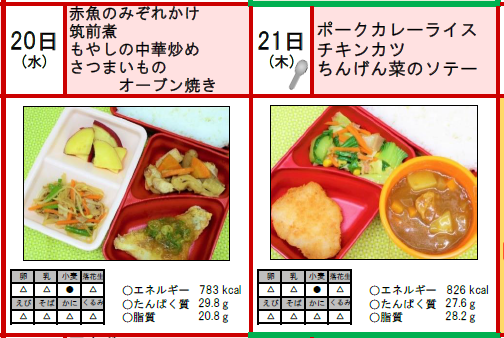 20日
(水)
赤魚のみぞれかけ
筑前煮
もやしの中華炒め
さつまいもの
オーブン焼き
21日
(木)
ポークカレーライス
チキンカツ
ちんげん菜のソテー
卵 乳 小麦 落花生
△ △ ● △
えび そば かに くるみ
△ △ △ △
○エネルギー 783 kcal
○たんぱく質 29.8 g
○脂質 20.8 g
卵 乳 小麦 落花生
△ △ ● △
えび そば かに くるみ
△ △ △ △
○エネルギー 826 kcal
○たんぱく質 27.6 g
○脂質 28.2 g